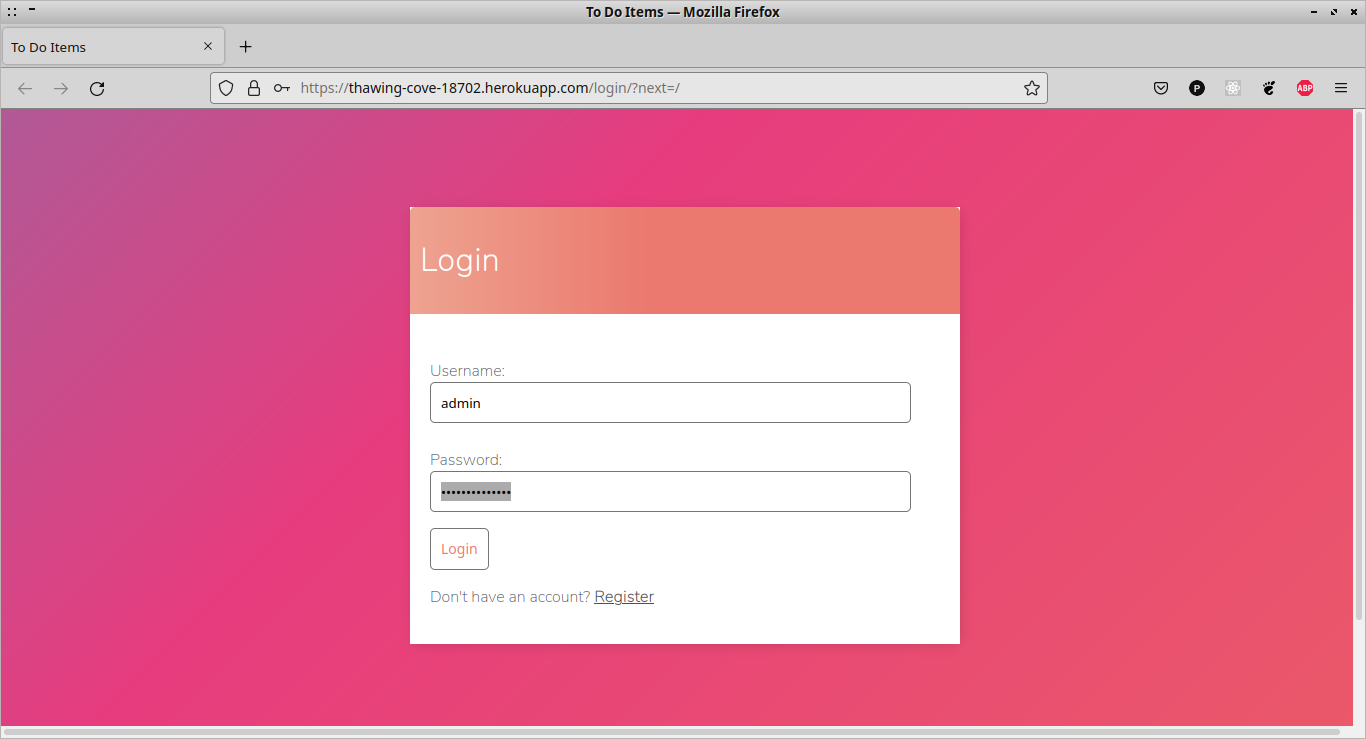 To Do Items — Mozilla Firefox
To Do Items
https://thawing-cove-18702.herokuapp.com/login/?next=/
P
ABP
Login
Username:
admin
Password:
••••••••••••••
Login
Don't have an account? Register